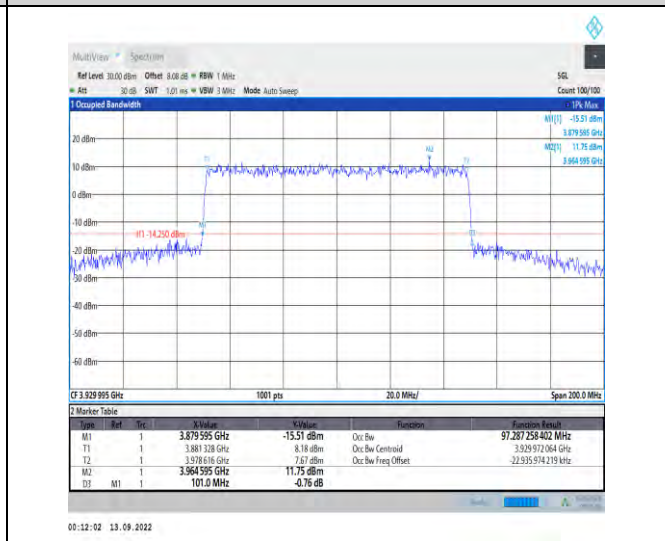 MultiView Spectrum
Ref Level 30.00 dBm Offset 8.08 dB RBW 1 MHz SGL
Att 30 dB SWT 1.01 ms VBW 3 MHz Mode Auto Sweep Count 100/100
1 Occupied Bandwidth 1Pk Max
M1[1] -15.51 dBm
3.879 595 GHz
M2[1] 11.75 dBm
3.964 595 GHz
20 dBm
M2
T1 T2
10 dBm
0 dBm
-10 dBm
M1
H1 -14.250 dBm
D3
-20 dBm
-30 dBm
-40 dBm
-50 dBm
-60 dBm
CF 3.929 995 GHz 1001 pts 20.0 MHz/ Span 200.0 MHz
2 Marker Table
Type Ref Trc X-Value Y-Value Function Function Result
M1 1 3.879 595 GHz -15.51 dBm Occ Bw 97.287 258 402 MHz
T1 1 3.881 328 GHz 8.18 dBm Occ Bw Centroid 3.929 972 064 GHz
T2 1 3.978 616 GHz 7.67 dBm Occ Bw Freq Offset -22.935 974 219 kHz
M2 1 3.964 595 GHz 11.75 dBm
D3 M1 1 101.0 MHz -0.76 dB
00:12:02 13.09.2022